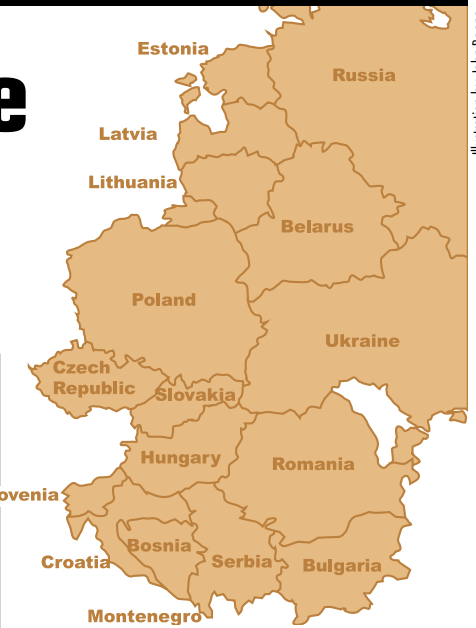 e
Estonia
Russia
Latvia
Lithuania
Belarus
Poland
Ukraine
Czech
Republic
Slovakia
Hungary
Romania
ovenia
Bosnia
Croatia
Serbia
Bulgaria
Montenegro